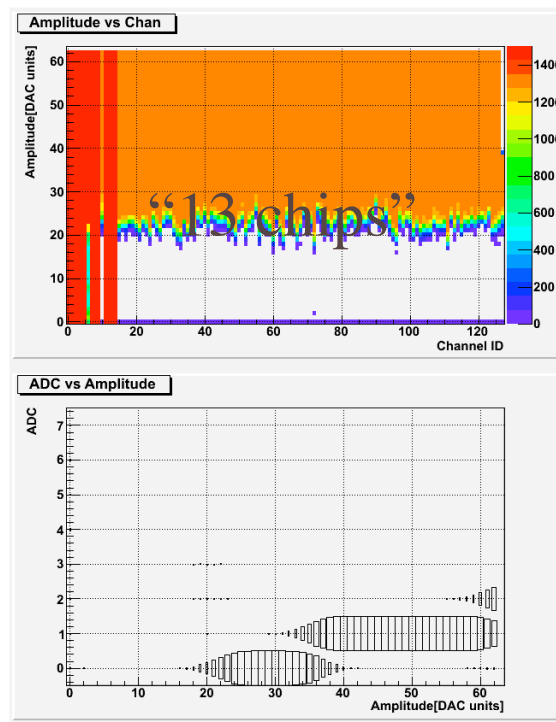 Amplitude vs Chan
Amplitude[DAC units]
60
50
40
30
20
10
0
“13 chips”
0 20 40 60 80 100 120
Channel ID
1400
1200
1000
800
600
400
200
0
ADC vs Amplitude
ADC
7
6
5
4
3
2
1
0
0 10 20 30 40 50 60
Amplitude[DAC units]